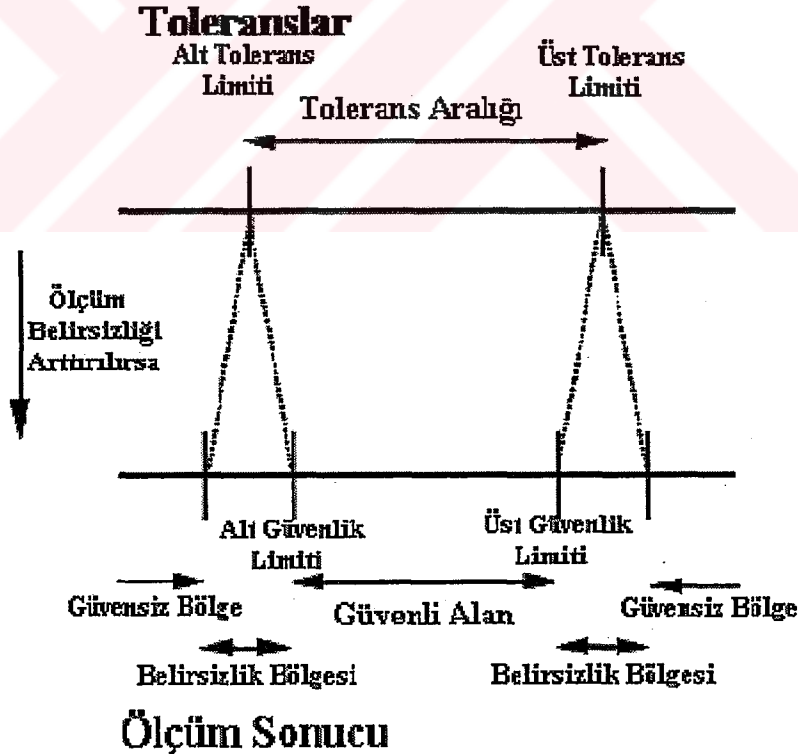 Toleranslar
Alt Tolerans
Limiti
Üst Tolerans
Limiti
Tolerans Aralığı
Ölçüm
Belirsizliği
Arttırılırsa
Alt Güvenlik
Limiti
Üst Güvenlik
Limiti
Güvensiz Bölge
Güvenli Alan
Güvensiz Bölge
Belirsizlik Bölgesi
Belirsizlik Bölgesi
Ölçüm Sonucu